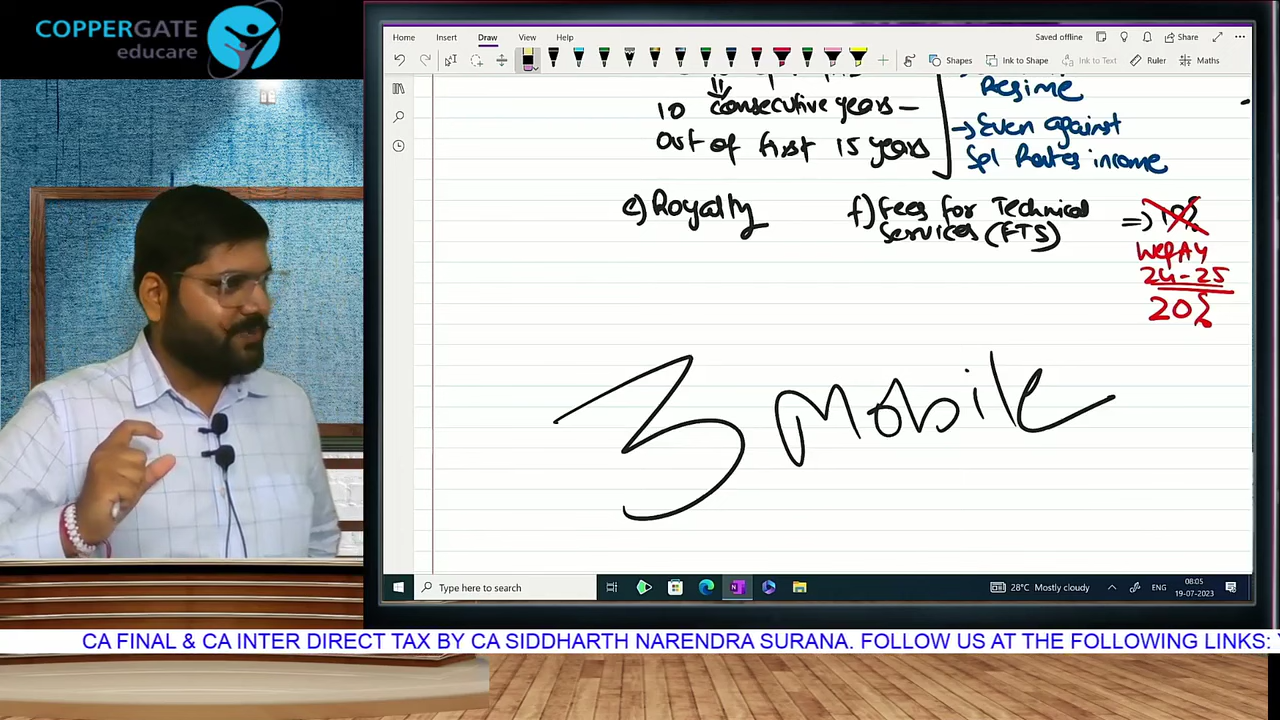 COPPERGATE
educare
Home Insert Draw View Help
Saved offline
Share
Shapes
Ink to Shape
Ink to Text
Ruler
Maths
10 consecutive years –
out of first 15 years
Regime
→ Even against
Spl Rates income
e) Royalty
f) Fees for Technical
Services (FTS)
=> 10%
WEF AY
24-25
20%
3 Mobile
Type here to search
28°C Mostly cloudy
ENG
08:05
19-07-2023
CA FINAL & CA INTER DIRECT TAX BY CA SIDDHARTH NARENDRA SURANA. FOLLOW US AT THE FOLLOWING LINKS: